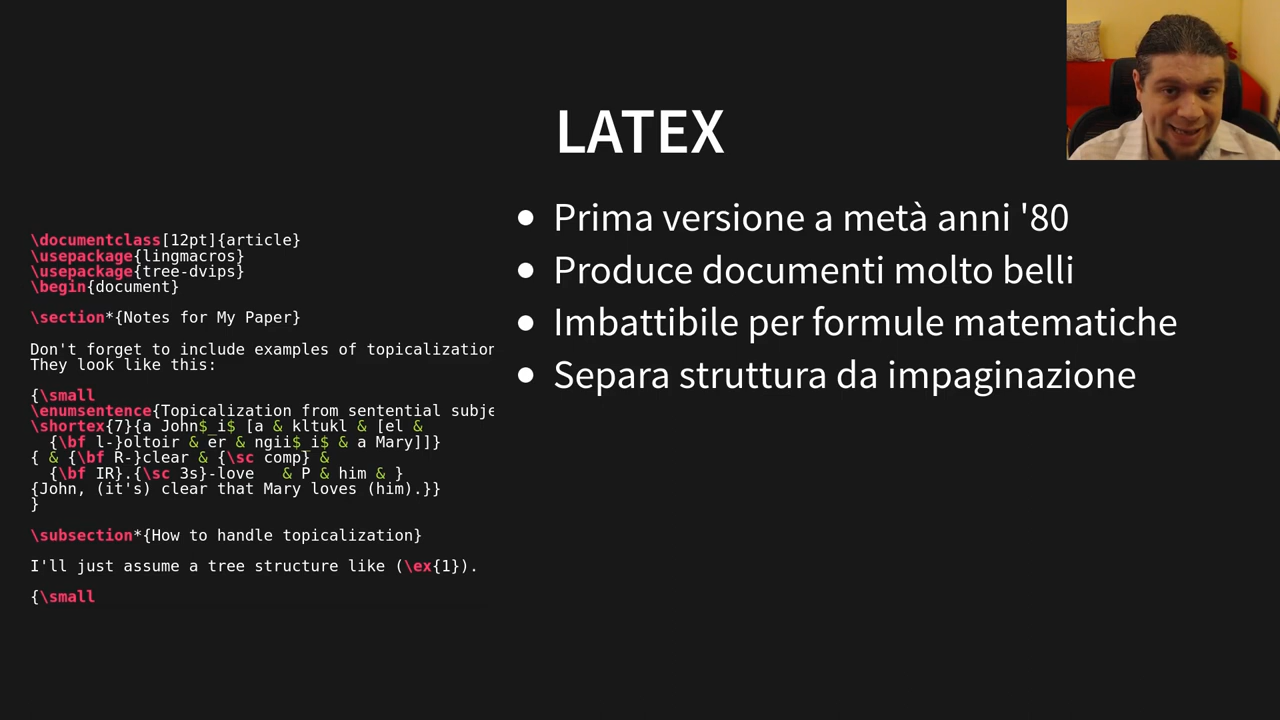 LATEX
\documentclass[12pt]{article}
\usepackage{lingmacros}
\usepackage{tree-dvips}
\begin{document}
\section*{Notes for My Paper}
Don't forget to include examples of topicalization
They look like this:
{\small
\enumsentence{Topicalization from sentential subje
\shortex{7}{a John$_i$ [a & kltukl & [el &
  {\bf l-}oltoir & er & ngii$_i$ & a Mary]]}
{ & {\bf R-}clear & {\sc comp} &
  {\bf IR}.{\sc 3s}-love   & P & him & }
{John, (it's) clear that Mary loves (him).}}
}
\subsection*{How to handle topicalization}
I'll just assume a tree structure like (\ex{1}).
{\small
• Prima versione a metà anni '80
• Produce documenti molto belli
• Imbattibile per formule matematiche
• Separa struttura da impaginazione